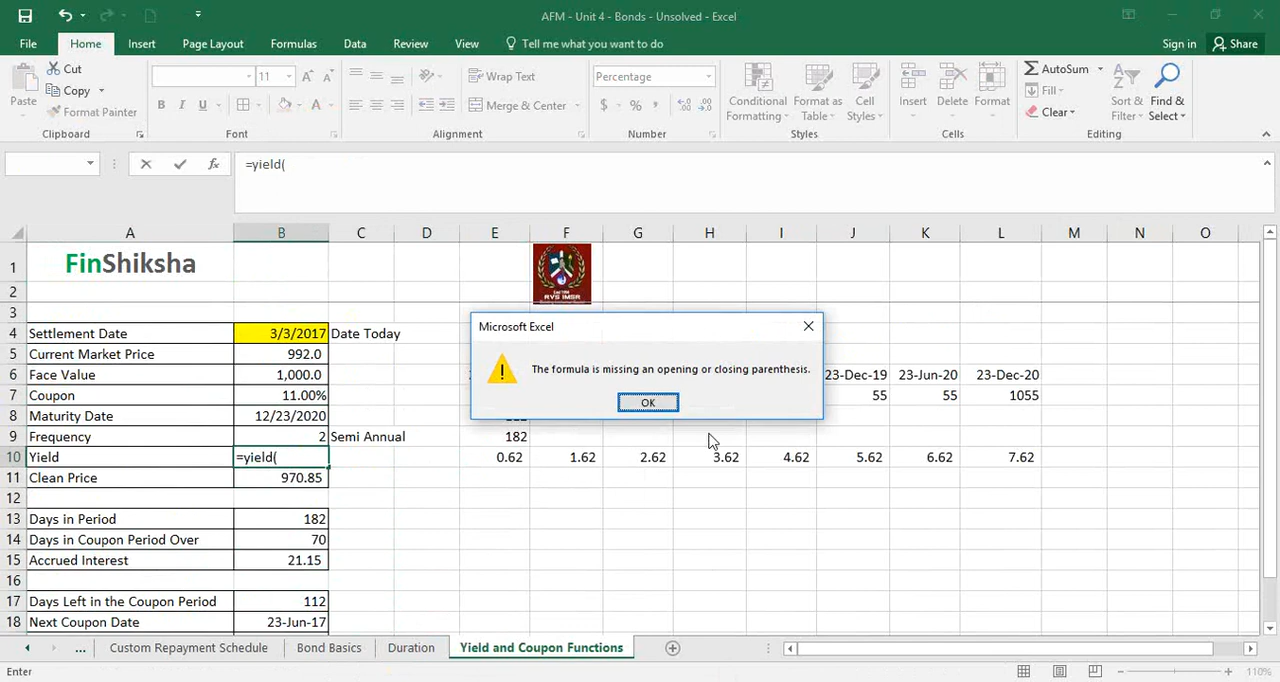 AFM - Unit 4 - Bonds - Unsolved - Excel
File Home Insert Page Layout Formulas Data Review View Tell me what you want to do Sign in Share
Cut
Copy
Format Painter
Paste
Clipboard
11
B I U
A
Font
Wrap Text
Merge & Center
Alignment
Percentage
$ % ,
Number
Conditional Formatting
Format as Table
Cell Styles
Styles
Insert Delete Format
Cells
AutoSum
Fill
Clear
Sort & Filter
Find & Select
Editing
fx =yield(
A B C D E F G H I J K L M N O
1 FinShiksha
RYS IMSR
2
3
4 Settlement Date 3/3/2017 Date Today
5 Current Market Price 992.0
6 Face Value 1,000.0 23-Dec-19 23-Jun-20 23-Dec-20
7 Coupon 11.00% 55 55 1055
8 Maturity Date 12/23/2020
9 Frequency 2 Semi Annual 182
10 Yield =yield( 0.62 1.62 2.62 3.62 4.62 5.62 6.62 7.62
11 Clean Price 970.85
12
13 Days in Period 182
14 Days in Coupon Period Over 70
15 Accrued Interest 21.15
16
17 Days Left in the Coupon Period 112
18 Next Coupon Date 23-Jun-17
Microsoft Excel
The formula is missing an opening or closing parenthesis.
OK
... Custom Repayment Schedule Bond Basics Duration Yield and Coupon Functions
Enter 110%